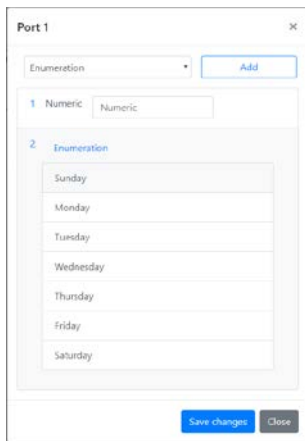 Port 1 ×
Enumeration Add
1 Numeric Numeric
2 Enumeration
Sunday
Monday
Tuesday
Wednesday
Thursday
Friday
Saturday
Save changes Close